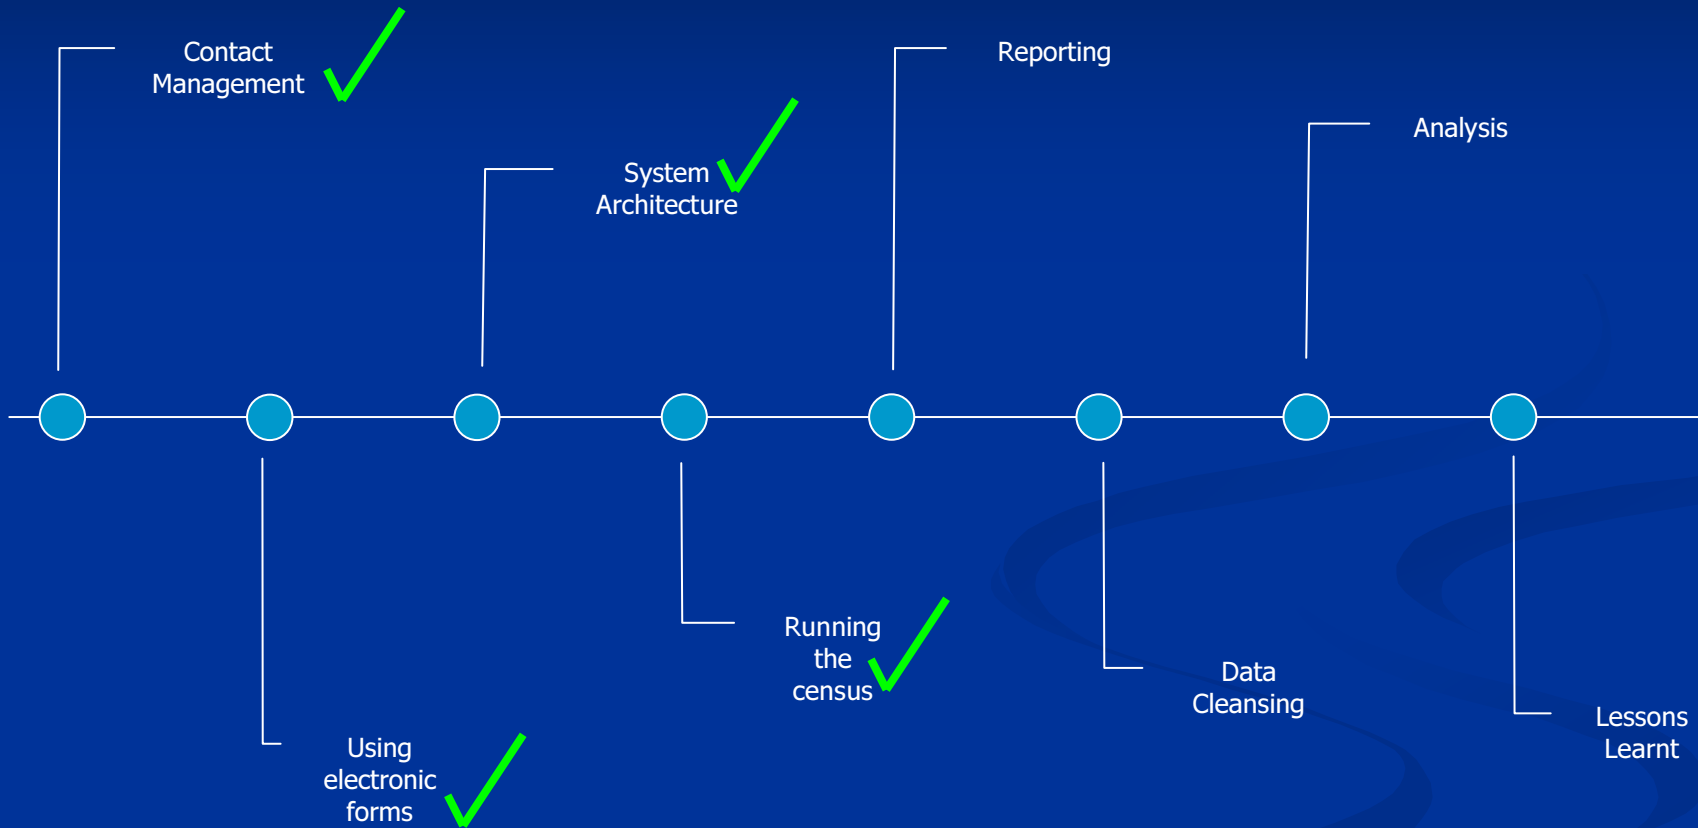 Contact
Management
Using
electronic
forms
System
Architecture
Running
the
census
Reporting
Data
Cleansing
Analysis
Lessons
Learnt